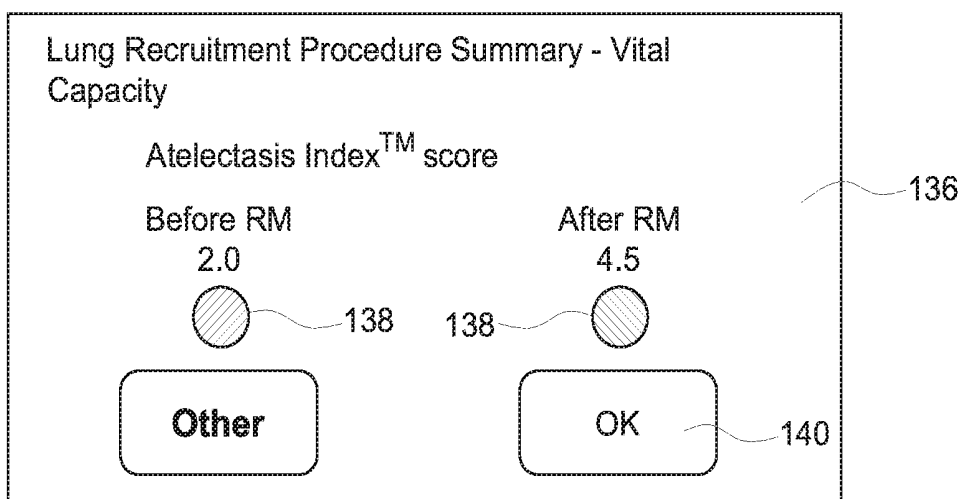 Lung Recruitment Procedure Summary - Vital
Capacity
Atelectasis Index™ score
Before RM
After RM
2.0
4.5
136
138
138
Other
OK
140